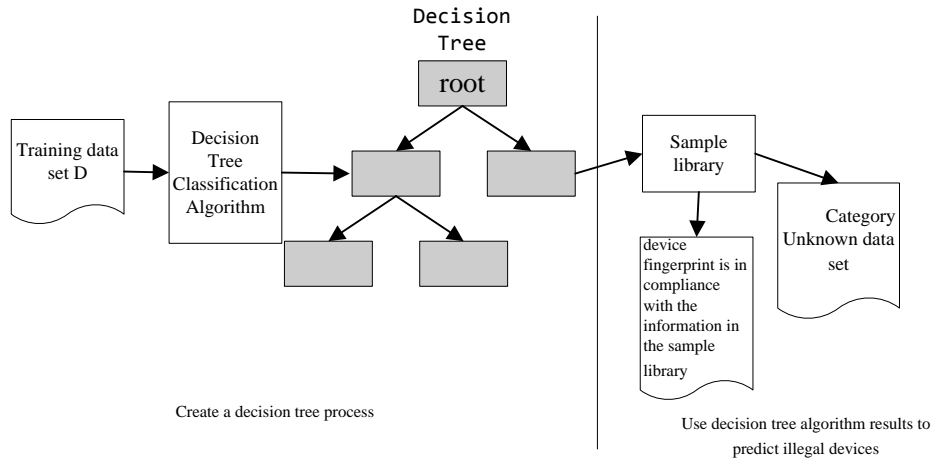 Decision
Tree
root
Training data
set D
Decision
Tree
Classification
Algorithm
Sample
library
Category
Unknown data
set
device
fingerprint is in
compliance
with the
information in
the sample
library
Create a decision tree process
Use decision tree algorithm results to
predict illegal devices